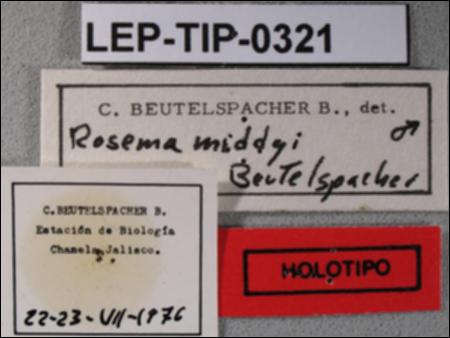 LEP-TIP-0321
C. BEUTELSPACHER B., det.
Rosema middyi ♂
Beutelspacher
C.BEUTELSPACHER B.
Estación de Biología
Chamela Jalisco.
22-23-VII-1976
HOLOTIPO